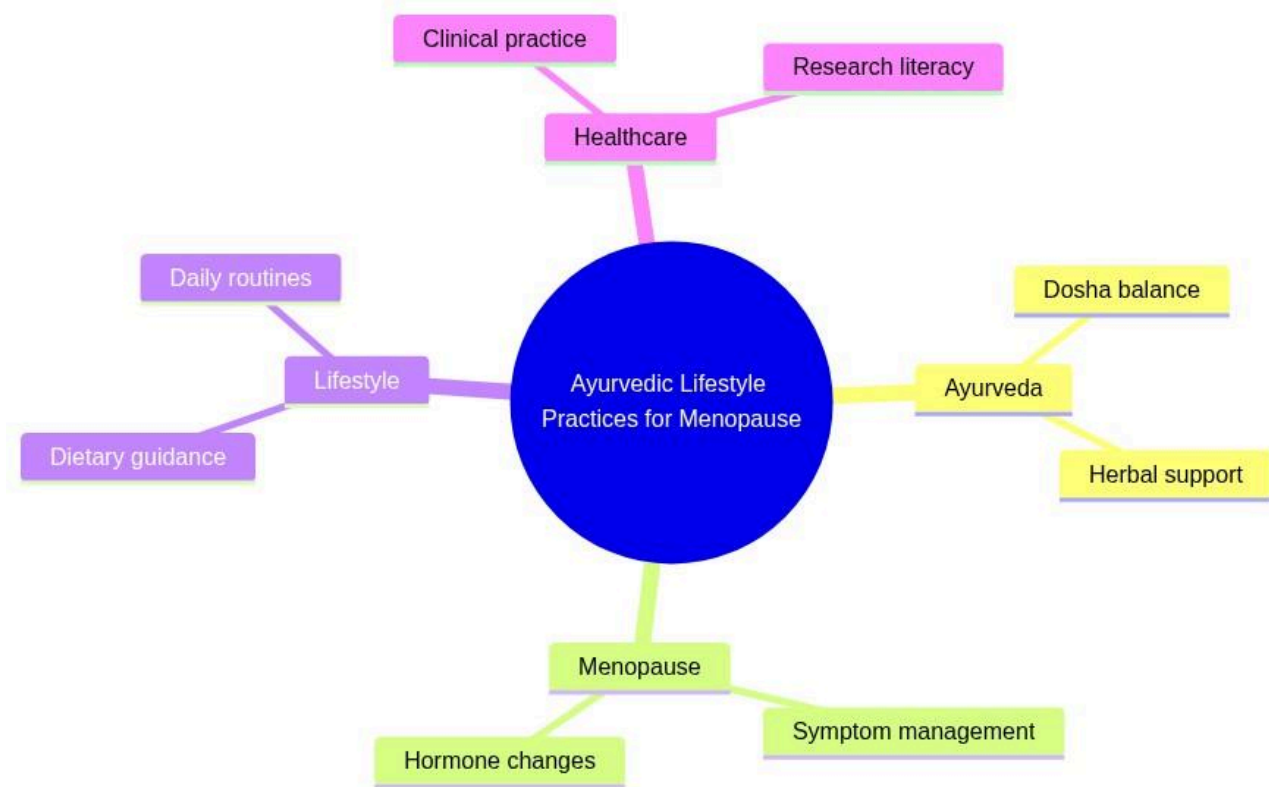 Clinical practice
Research literacy
Healthcare
Daily routines
Dosha balance
Lifestyle
Ayurvedic Lifestyle
Practices for Menopause
Ayurveda
Dietary guidance
Herbal support
Menopause
Symptom management
Hormone changes